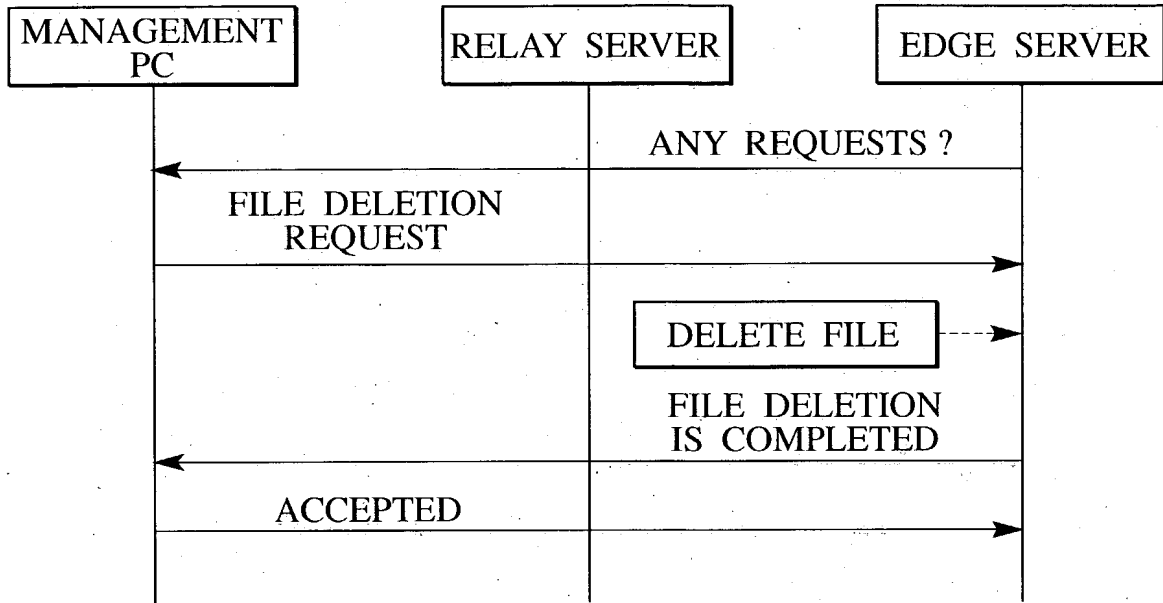 MANAGEMENT
PC
RELAY SERVER
EDGE SERVER
ANY REQUESTS ?
FILE DELETION
REQUEST
DELETE FILE
FILE DELETION
IS COMPLETED
ACCEPTED